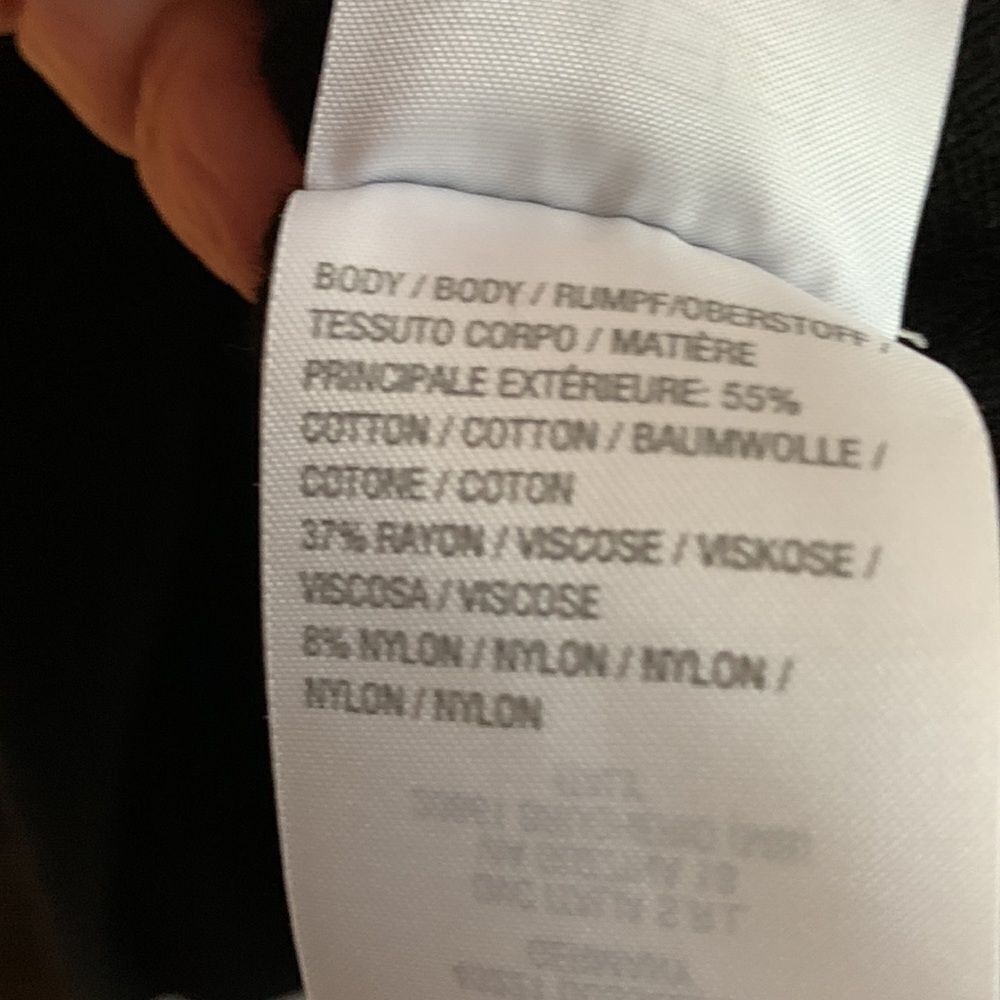 BODY / BODY / RUMPF/OBERSTOFF /
TESSUTO CORPO / MATIÈRE
PRINCIPALE EXTÉRIEURE: 55%
COTTON / COTTON / BAUMWOLLE /
COTONE / COTON
37% RAYON / VISCOSE / VISKOSE /
VISCOSA / VISCOSE
8% NYLON / NYLON / NYLON /
NYLON / NYLON